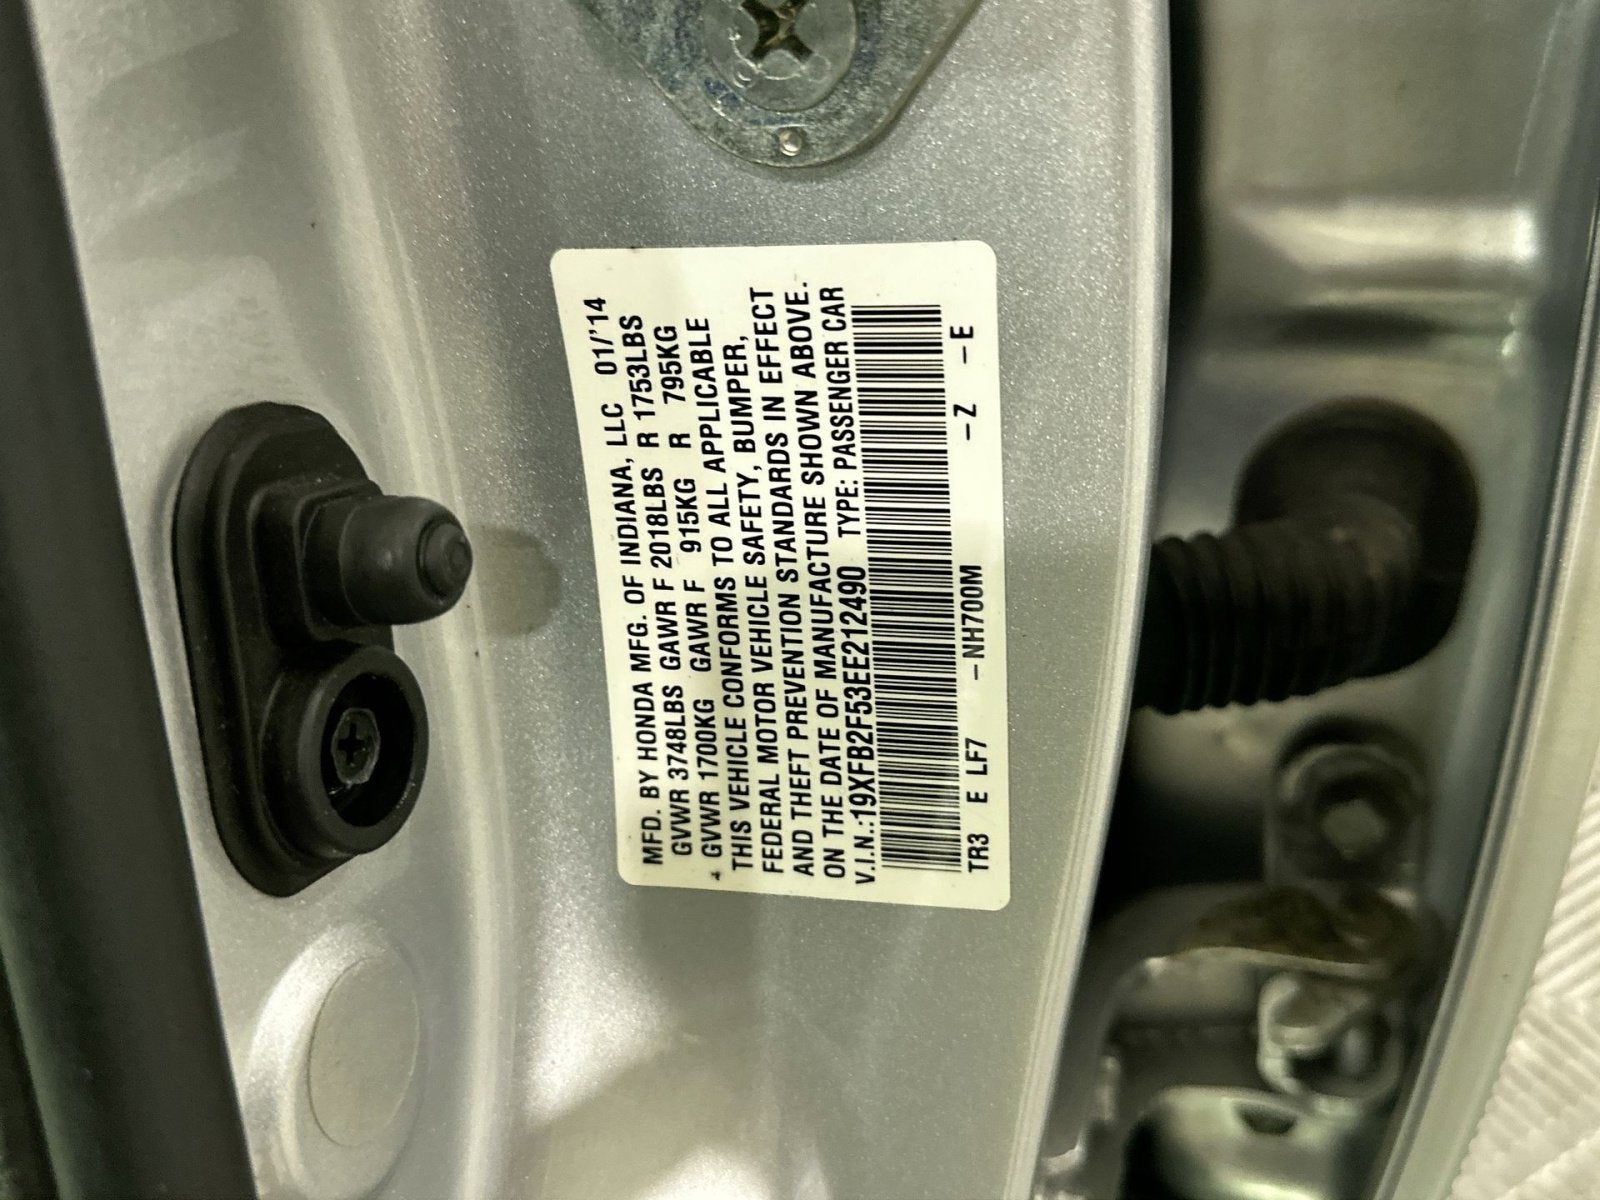 MFD. BY HONDA MFG. OF INDIANA, LLC 01/'14
GVWR 3748LBS GAWR F 2018LBS R 1753LBS
GVWR 1700KG GAWR F 915KG R 795KG
THIS VEHICLE CONFORMS TO ALL APPLICABLE
FEDERAL MOTOR VEHICLE SAFETY, BUMPER,
AND THEFT PREVENTION STANDARDS IN EFFECT
ON THE DATE OF MANUFACTURE SHOWN ABOVE.
V.I.N.:19XFB2F53EE212490 TYPE: PASSENGER CAR
TR3 E LF7 -NH700M -Z -E